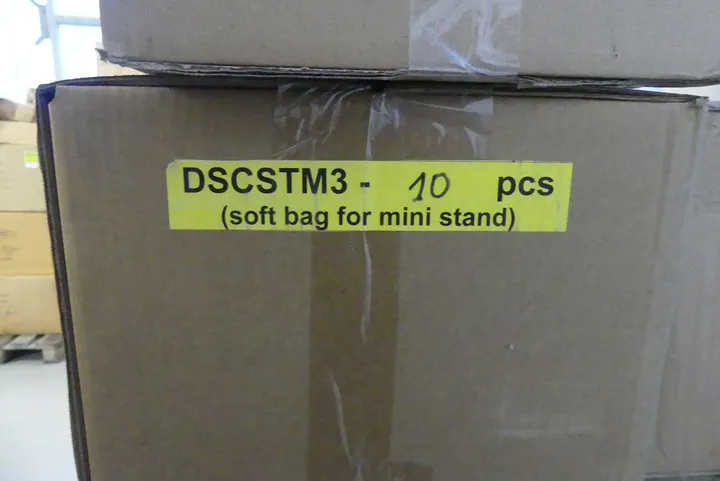 DSCSTM3 - 10 pcs
(soft bag for mini stand)